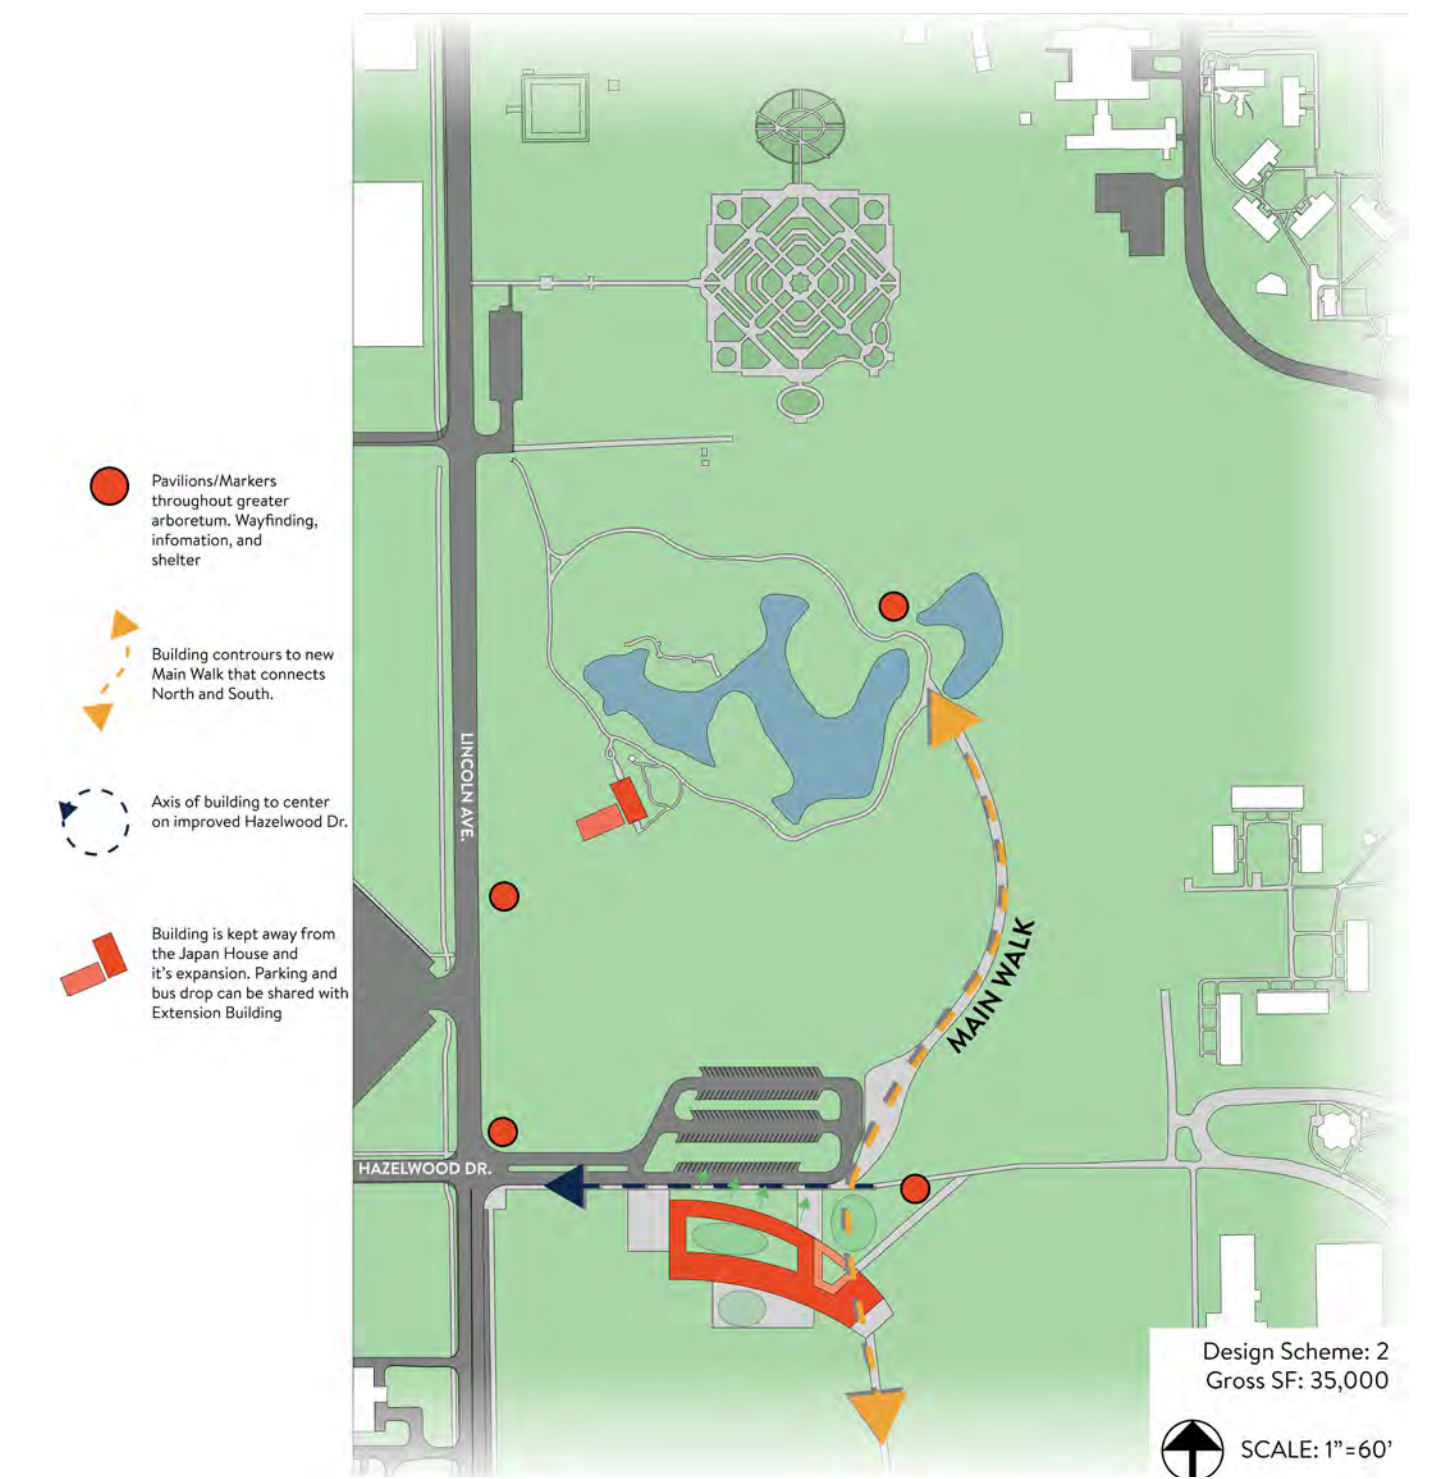 Pavilions/Markers
throughout greater
arboretum. Wayfinding,
infomation, and
shelter
Building contrours to new
Main Walk that connects
North and South.
Axis of building to center
on improved Hazelwood Dr.
Building is kept away from
the Japan House and
it's expansion. Parking and
bus drop can be shared with
Extension Building
LINCOLN AVE.
MAIN WALK
HAZELWOOD DR.
Design Scheme: 2
Gross SF: 35,000
SCALE: 1”=60’